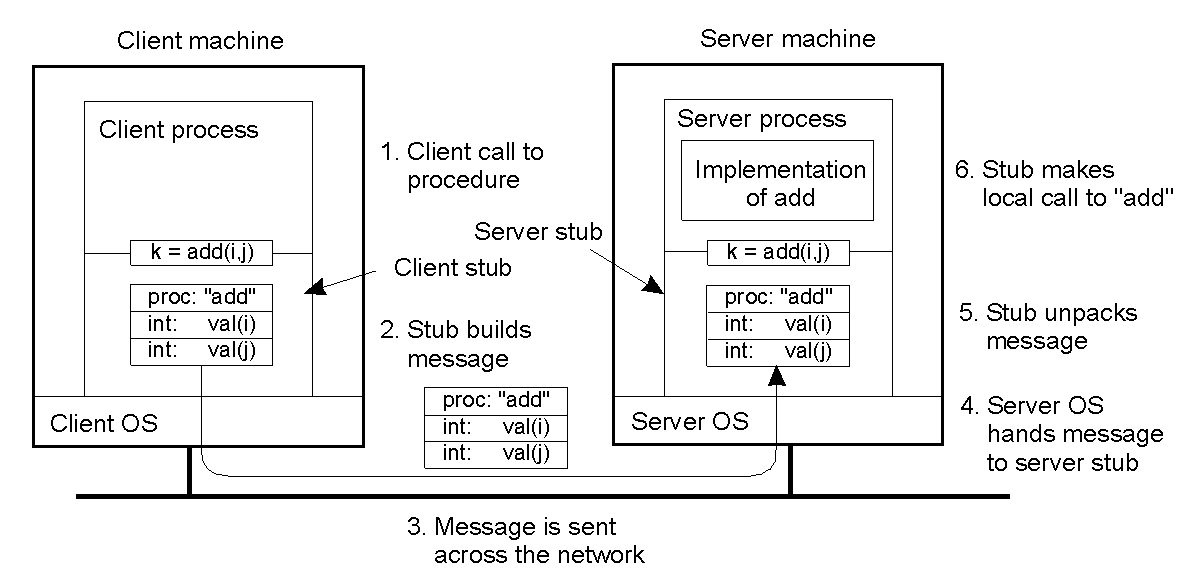 Client machine
Server machine
Client process
Server process
1. Client call to
procedure
Implementation
of add
6. Stub makes
local call to "add"
Server stub
k = add(i,j)
k = add(i,j)
Client stub
proc: "add"
int: val(i)
int: val(j)
proc: "add"
int: val(i)
int: val(j)
2. Stub builds
message
5. Stub unpacks
message
proc: "add"
int: val(i)
int: val(j)
Client OS
Server OS
4. Server OS
hands message
to server stub
3. Message is sent
across the network